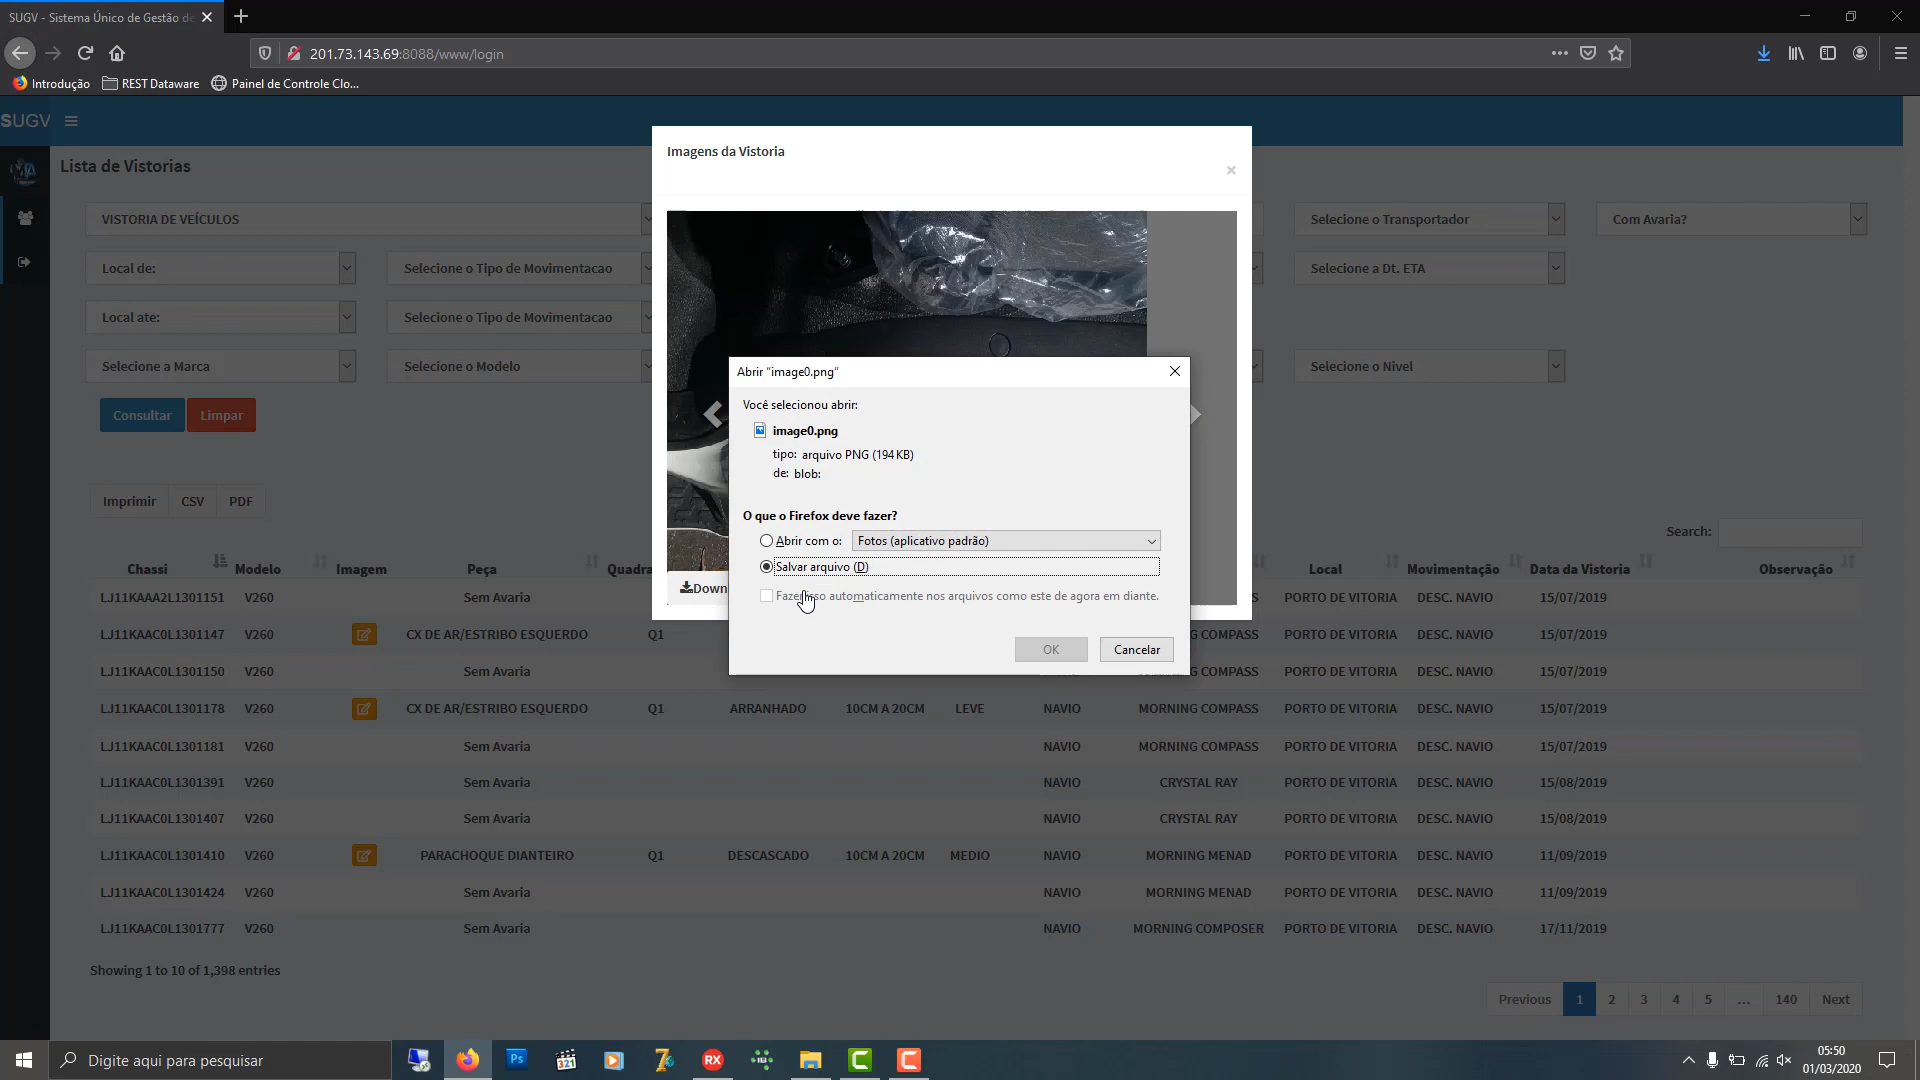 SUGV - Sistema Único de Gestão de
201.73.143.69:8088/www/login
Introdução
REST Dataware
Painel de Controle Clo...
SUGV
Lista de Vistorias
VISTORIA DE VEÍCULOS
Selecione o Transportador
Com Avaria?
Local de:
Selecione o Tipo de Movimentacao
Selecione a Dt. ETA
Local ate:
Selecione o Tipo de Movimentacao
Selecione a Marca
Selecione o Modelo
Selecione o Nivel
Consultar
Limpar
Imprimir
CSV
PDF
Search:
Imagens da Vistoria
×
Abrir "image0.png"
Você selecionou abrir:
image0.png
tipo: arquivo PNG (194 KB)
de: blob:
O que o Firefox deve fazer?
Abrir com o:
Fotos (aplicativo padrão)
Salvar arquivo (D)
automaticamente nos arquivos como este de agora em diante.
OK
Cancelar
Chassi Modelo Imagem Peça Local Movimentação Data da Vistoria Observação
LJ11KAAA2L1301151 V260 Sem Avaria PORTO DE VITORIA DESC. NAVIO 15/07/2019
LJ11KAAC0L1301147 V260 CX DE AR/ESTRIBO ESQUERDO Q1 COMPASS PORTO DE VITORIA DESC. NAVIO 15/07/2019
LJ11KAAC0L1301150 V260 Sem Avaria COMPASS PORTO DE VITORIA DESC. NAVIO 15/07/2019
LJ11KAAC0L1301178 V260 CX DE AR/ESTRIBO ESQUERDO Q1 ARRANHADO 10CM A 20CM LEVE NAVIO MORNING COMPASS PORTO DE VITORIA DESC. NAVIO 15/07/2019
LJ11KAAC0L1301181 V260 Sem Avaria NAVIO MORNING COMPASS PORTO DE VITORIA DESC. NAVIO 15/07/2019
LJ11KAAC0L1301391 V260 Sem Avaria NAVIO CRYSTAL RAY PORTO DE VITORIA DESC. NAVIO 15/08/2019
LJ11KAAC0L1301407 V260 Sem Avaria NAVIO CRYSTAL RAY PORTO DE VITORIA DESC. NAVIO 15/08/2019
LJ11KAAC0L1301410 V260 PARACHOQUE DIANTEIRO Q1 DESCASCADO 10CM A 20CM MEDIO NAVIO MORNING MENAD PORTO DE VITORIA DESC. NAVIO 11/09/2019
LJ11KAAC0L1301424 V260 Sem Avaria NAVIO MORNING MENAD PORTO DE VITORIA DESC. NAVIO 11/09/2019
LJ11KAAC0L1301777 V260 Sem Avaria NAVIO MORNING COMPOSER PORTO DE VITORIA DESC. NAVIO 17/11/2019
Showing 1 to 10 of 1,398 entries
Previous 1 2 3 4 5 ... 140 Next
Digite aqui para pesquisar
Ps
321
RX
05:50
01/03/2020